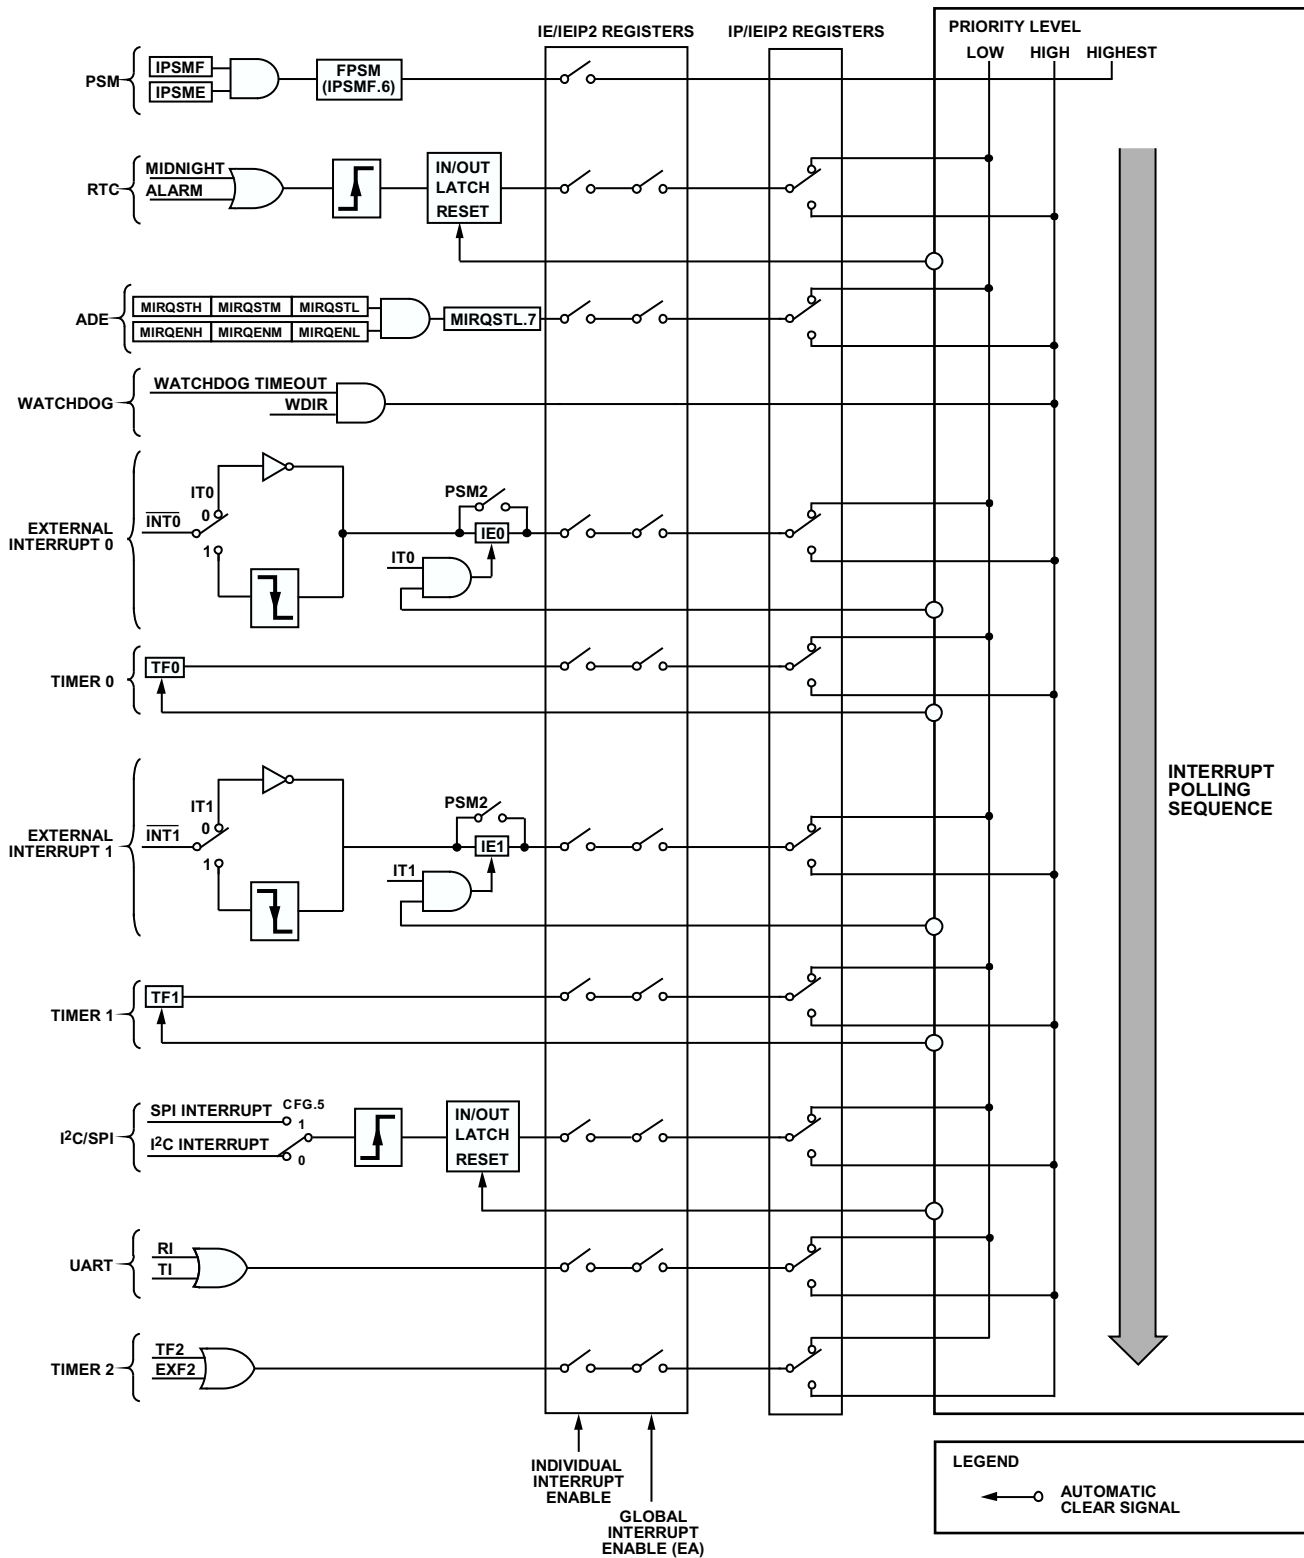 IE/IEIP2 REGISTERS
IP/IEIP2 REGISTERS
PRIORITY LEVEL
LOW HIGH HIGHEST
PSM
IPSMF
IPSME
FPSM
(IPSMF.6)
RTC
MIDNIGHT
ALARM
IN/OUT
LATCH
RESET
ADE
MIRQSTH MIRQSTM MIRQSTL
MIRQENH MIRQENM MIRQENL
MIRQSTL.7
WATCHDOG
WATCHDOG TIMEOUT
WDIR
EXTERNAL
INTERRUPT 0
INT0
IT0
0
1
PSM2
IE0
IT0
TIMER 0
TF0
EXTERNAL
INTERRUPT 1
INT1
IT1
0
1
PSM2
IE1
IT1
INTERRUPT
POLLING
SEQUENCE
TIMER 1
TF1
I2C/SPI
SPI INTERRUPT
I2C INTERRUPT
CFG.5
1
0
IN/OUT
LATCH
RESET
UART
RI
TI
TIMER 2
TF2
EXF2
INDIVIDUAL
INTERRUPT
ENABLE
GLOBAL
INTERRUPT
ENABLE (EA)
LEGEND
AUTOMATIC
CLEAR SIGNAL